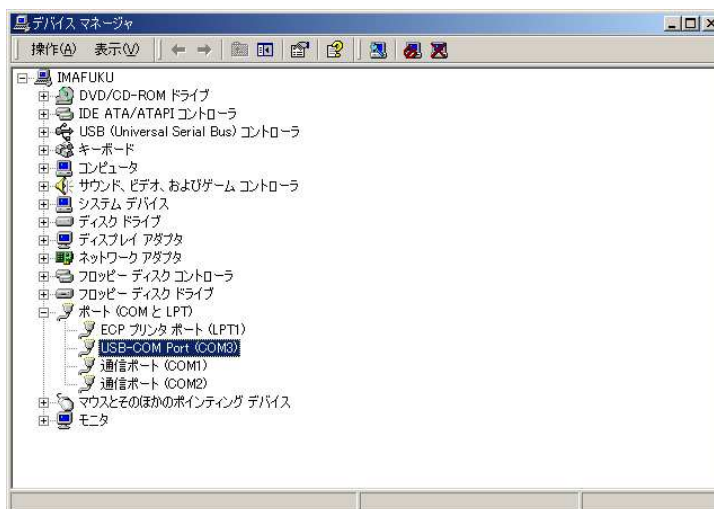 デバイス マネージャ
操作(A) 表示(V)
IMAFUKU
DVD/CD-ROM ドライブ
IDE ATA/ATAPI コントローラ
USB (Universal Serial Bus) コントローラ
キーボード
コンピュータ
サウンド、ビデオ、およびゲーム コントローラ
システム デバイス
ディスク ドライブ
ディスプレイ アダプタ
ネットワーク アダプタ
フロッピー ディスク コントローラ
フロッピー ディスク ドライブ
ポート (COM と LPT)
ECP プリンタ ポート (LPT1)
USB-COM Port (COM3)
通信ポート (COM1)
通信ポート (COM2)
マウスとそのほかのポインティング デバイス
モニタ